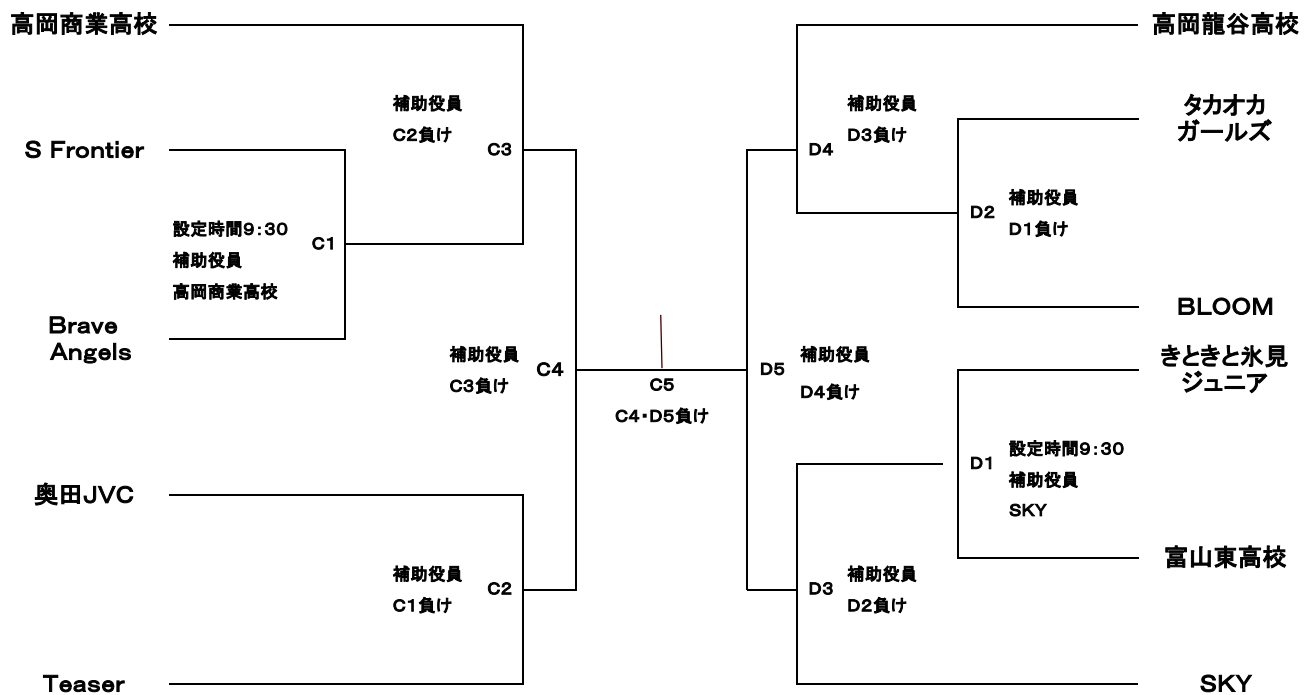 高岡商業高校
補助役員
C2負け
C3
S Frontier
設定時間9:30
補助役員
高岡商業高校
C1
Brave
Angels
補助役員
C3負け
C4
奥田JVC
補助役員
C1負け
C2
Teaser
C5
C4・D5負け
高岡龍谷高校
D4
補助役員
D3負け
タカオカ
ガールズ
D2
補助役員
D1負け
BLOOM
D5
補助役員
D4負け
きときと氷見
ジュニア
D1
設定時間9:30
補助役員
SKY
富山東高校
D3
補助役員
D2負け
SKY